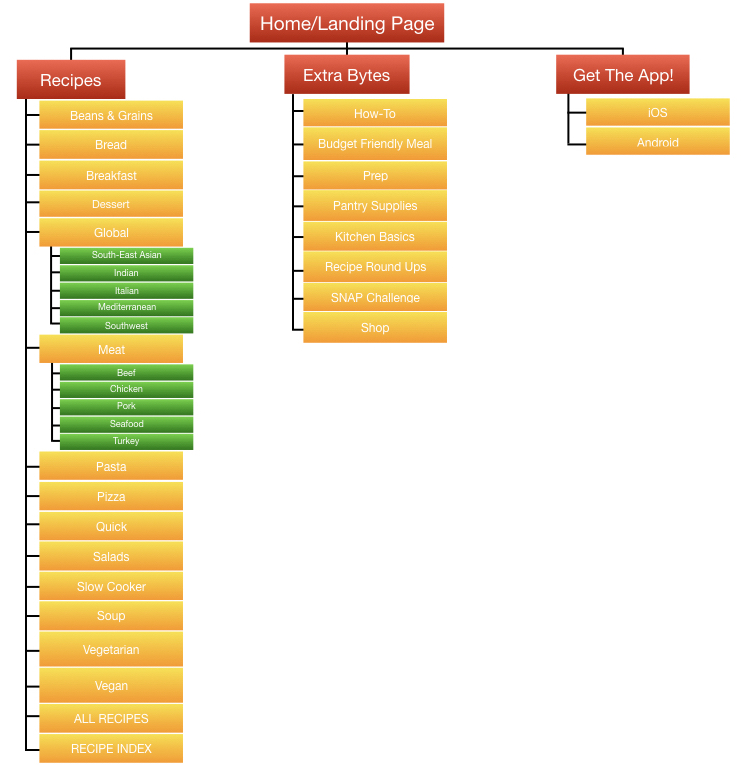 Home/Landing Page
Recipes
Beans & Grains
Bread
Breakfast
Dessert
Global
South-East Asian
Indian
Italian
Mediterranean
Southwest
Meat
Beef
Chicken
Pork
Seafood
Turkey
Pasta
Pizza
Quick
Salads
Slow Cooker
Soup
Vegetarian
Vegan
ALL RECIPES
RECIPE INDEX
Extra Bytes
How-To
Budget Friendly Meal
Prep
Pantry Supplies
Kitchen Basics
Recipe Round Ups
SNAP Challenge
Shop
Get The App!
iOS
Android